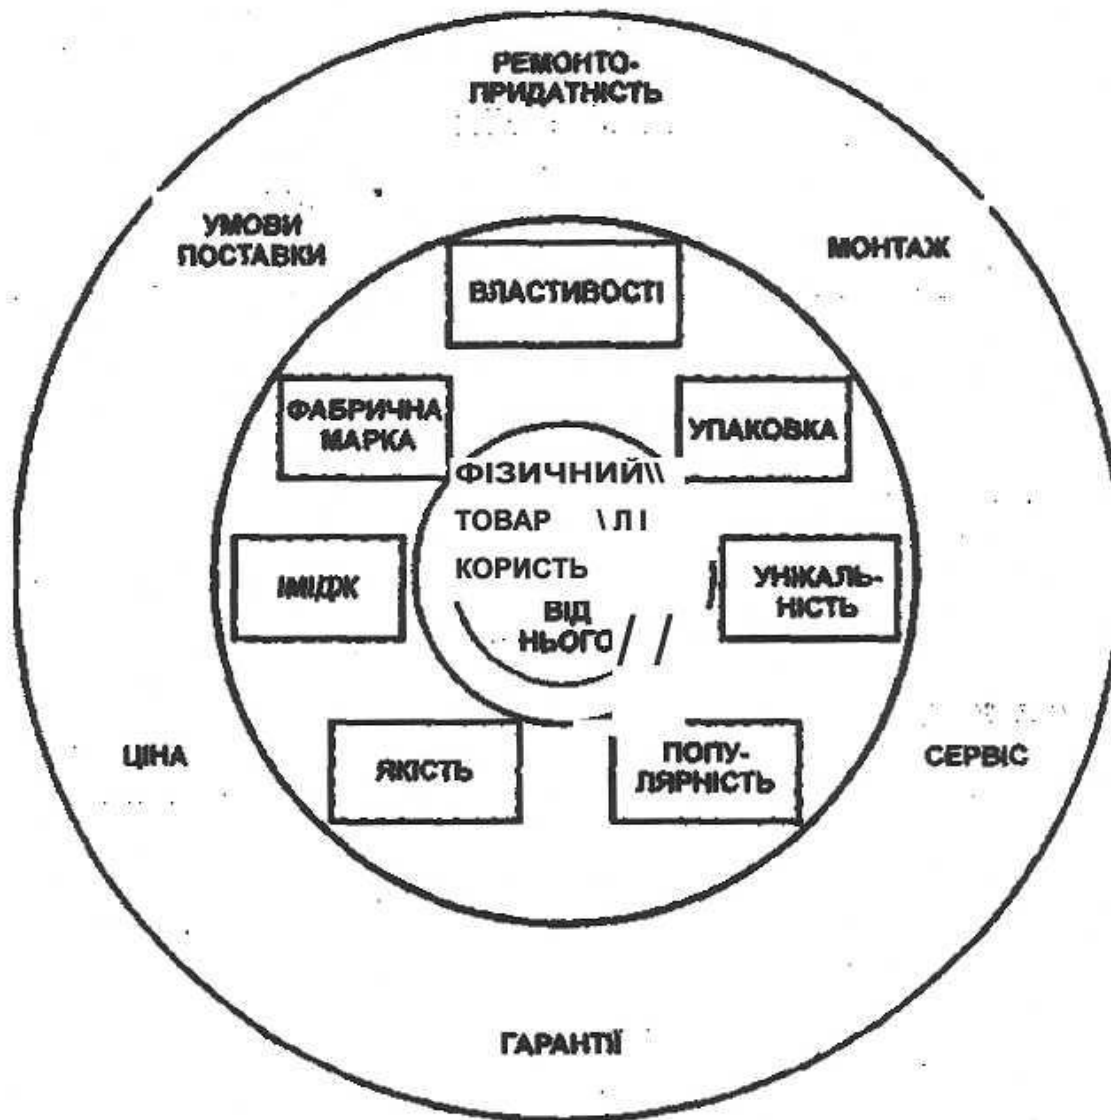 РЕМОНТО-
ПРИДАТНІСТЬ
УМОВИ
ПОСТАВКИ
МОНТАЖ
ВЛАСТИВОСТІ
ФАБРИЧНА
МАРКА
УПАКОВКА
ФІЗИЧНИЙ\\
ТОВАР \ЛІ
КОРИСТЬ
ВІД
НЬОГО
ІМІДЖ
УНІКАЛЬ-
НІСТЬ
ЦІНА
ЯКІСТЬ
ПОПУ-
ЛЯРНІСТЬ
СЕРВІС
ГАРАНТІЇ